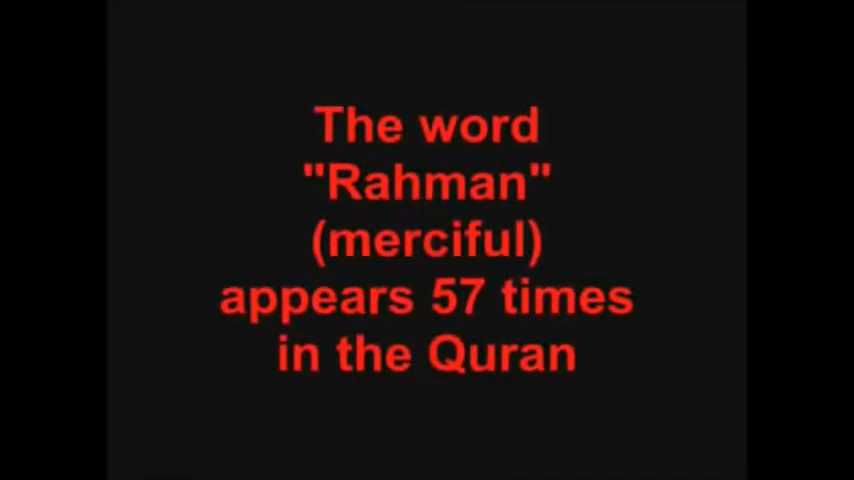 The word
"Rahman"
(merciful)
appears 57 times
in the Quran